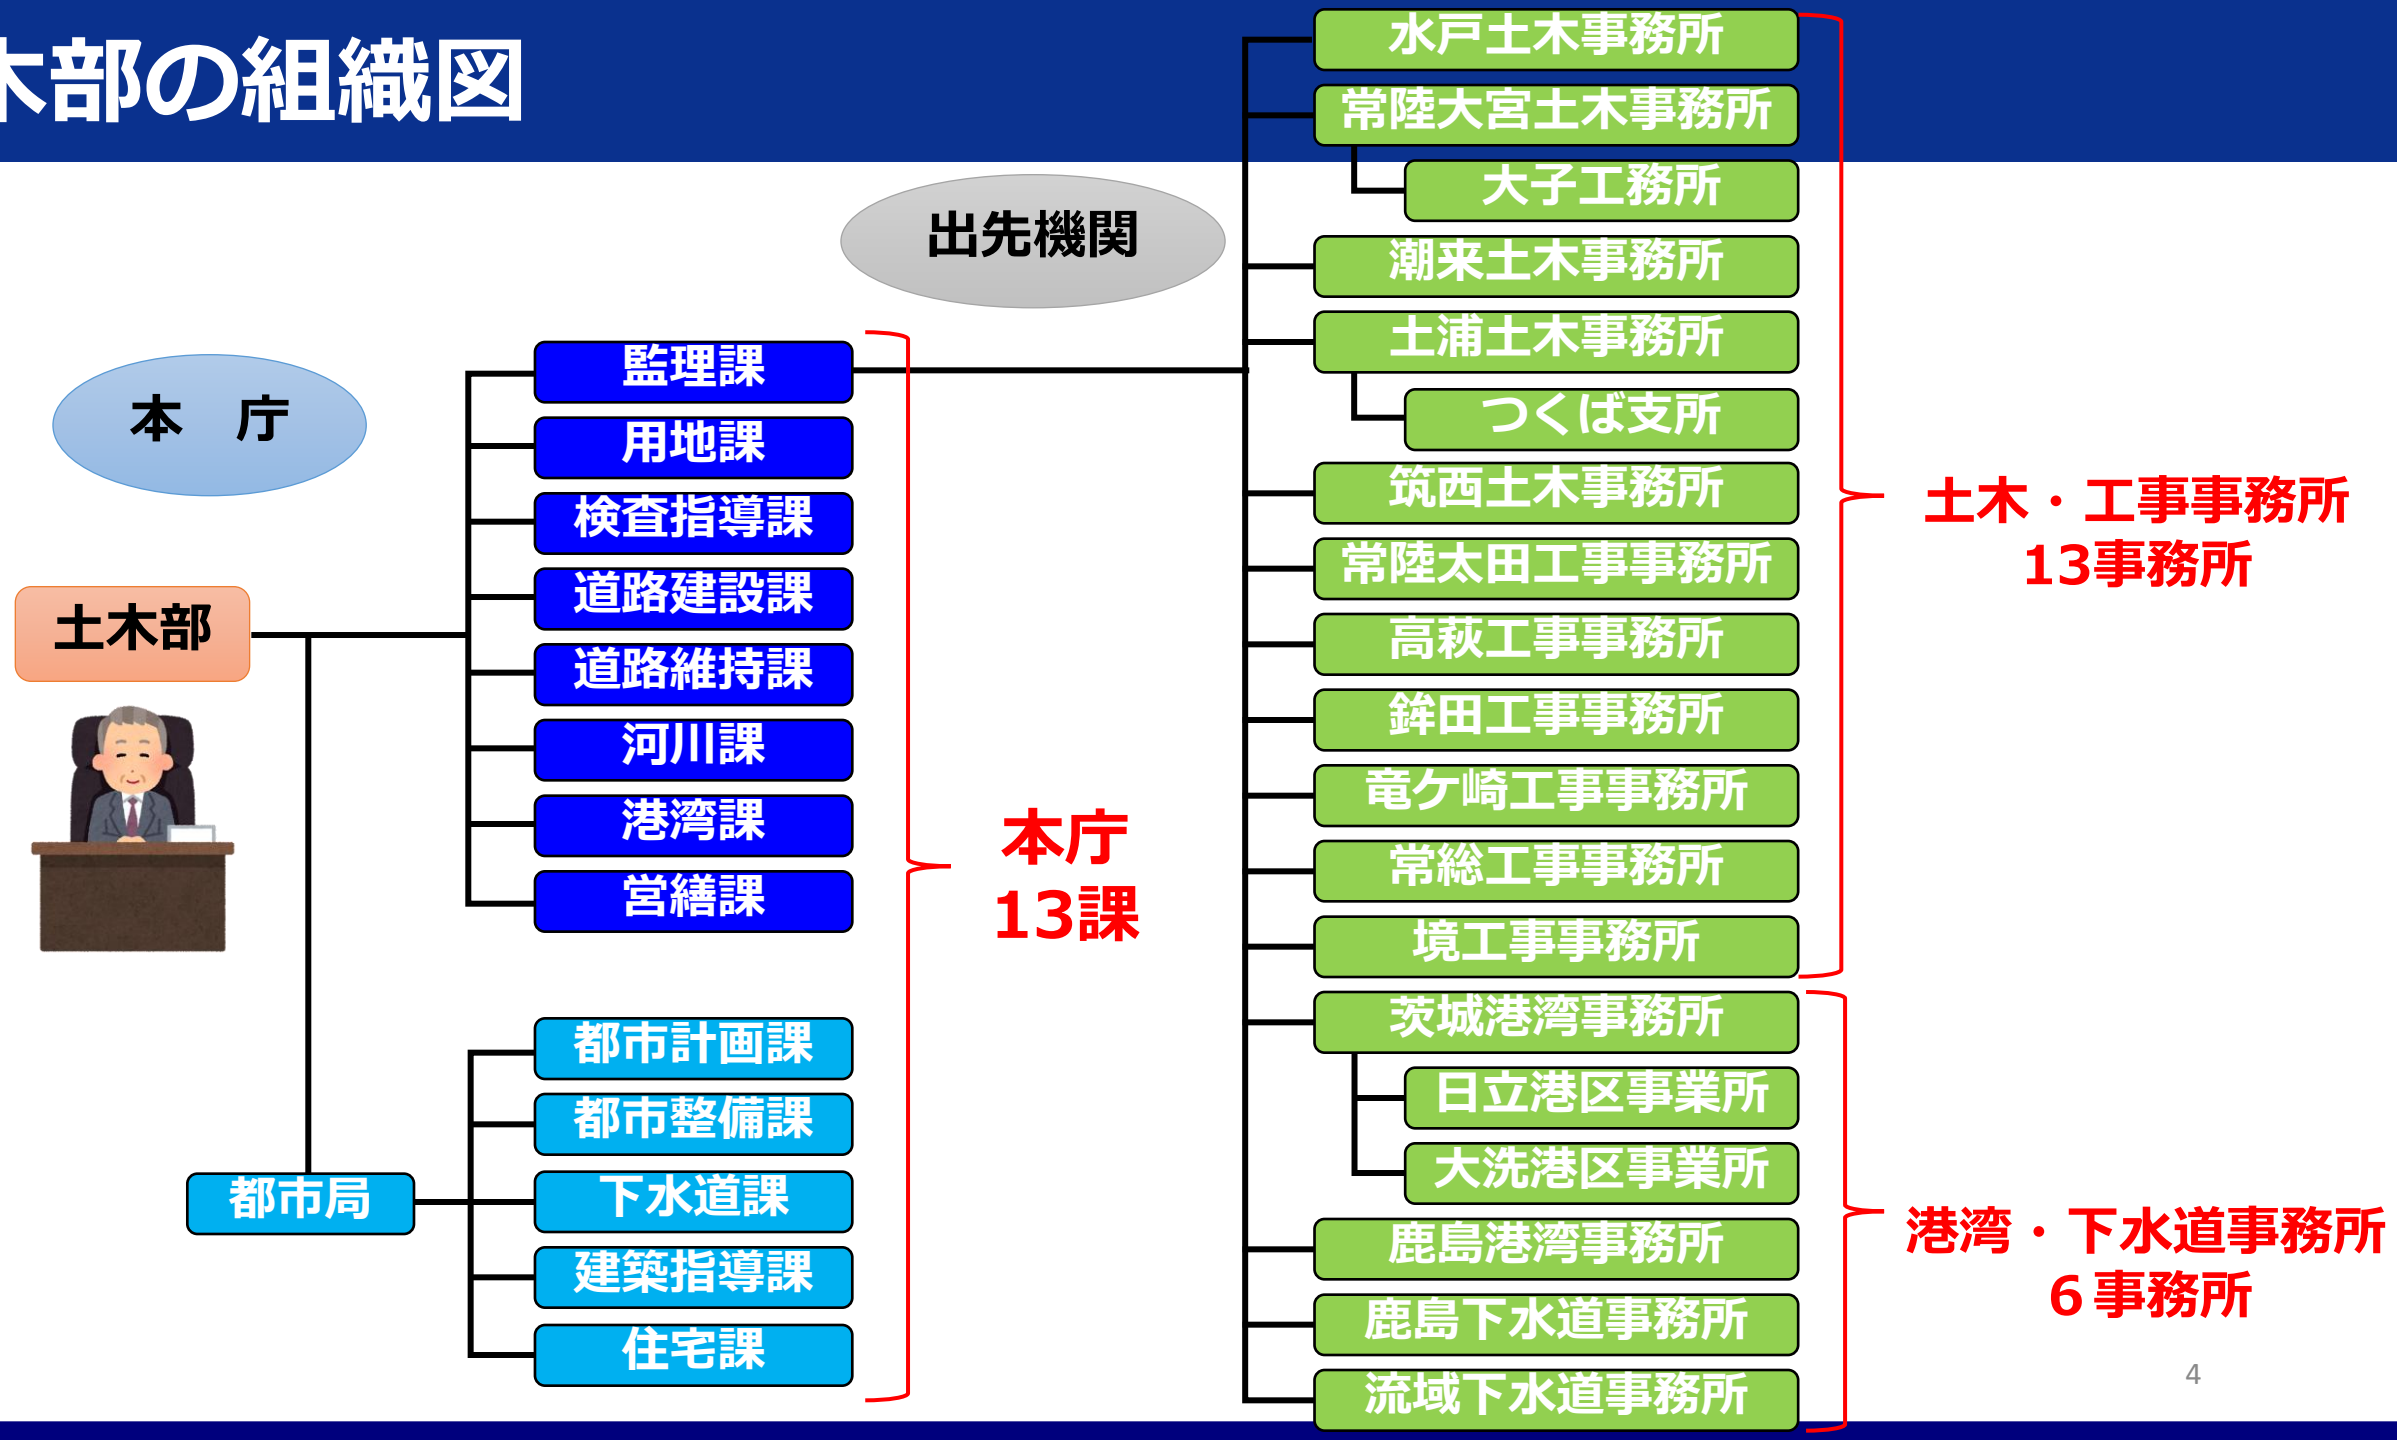 木部の組織図
出先機関
本　庁
土木部
監理課
用地課
検査指導課
道路建設課
道路維持課
河川課
港湾課
営繕課
都市局
都市計画課
都市整備課
下水道課
建築指導課
住宅課
本庁
13課
水戸土木事務所
常陸大宮土木事務所
大子工務所
潮来土木事務所
土浦土木事務所
つくば支所
筑西土木事務所
常陸太田工事事務所
高萩工事事務所
鉾田工事事務所
竜ケ崎工事事務所
常総工事事務所
境工事事務所
茨城港湾事務所
日立港区事業所
大洗港区事業所
鹿島港湾事務所
鹿島下水道事務所
流域下水道事務所
土木・工事事務所
13事務所
港湾・下水道事務所
６事務所
4